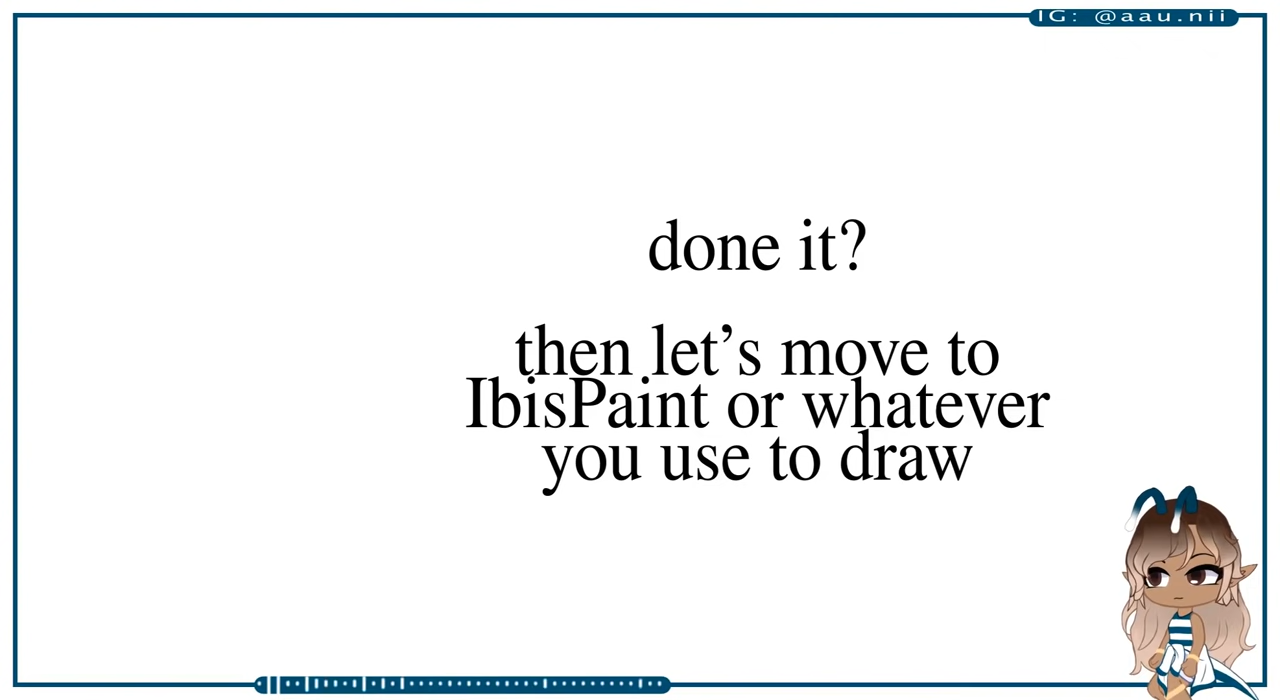 IG: @aau.nii
done it?
then let’s move to
IbisPaint or whatever
you use to draw